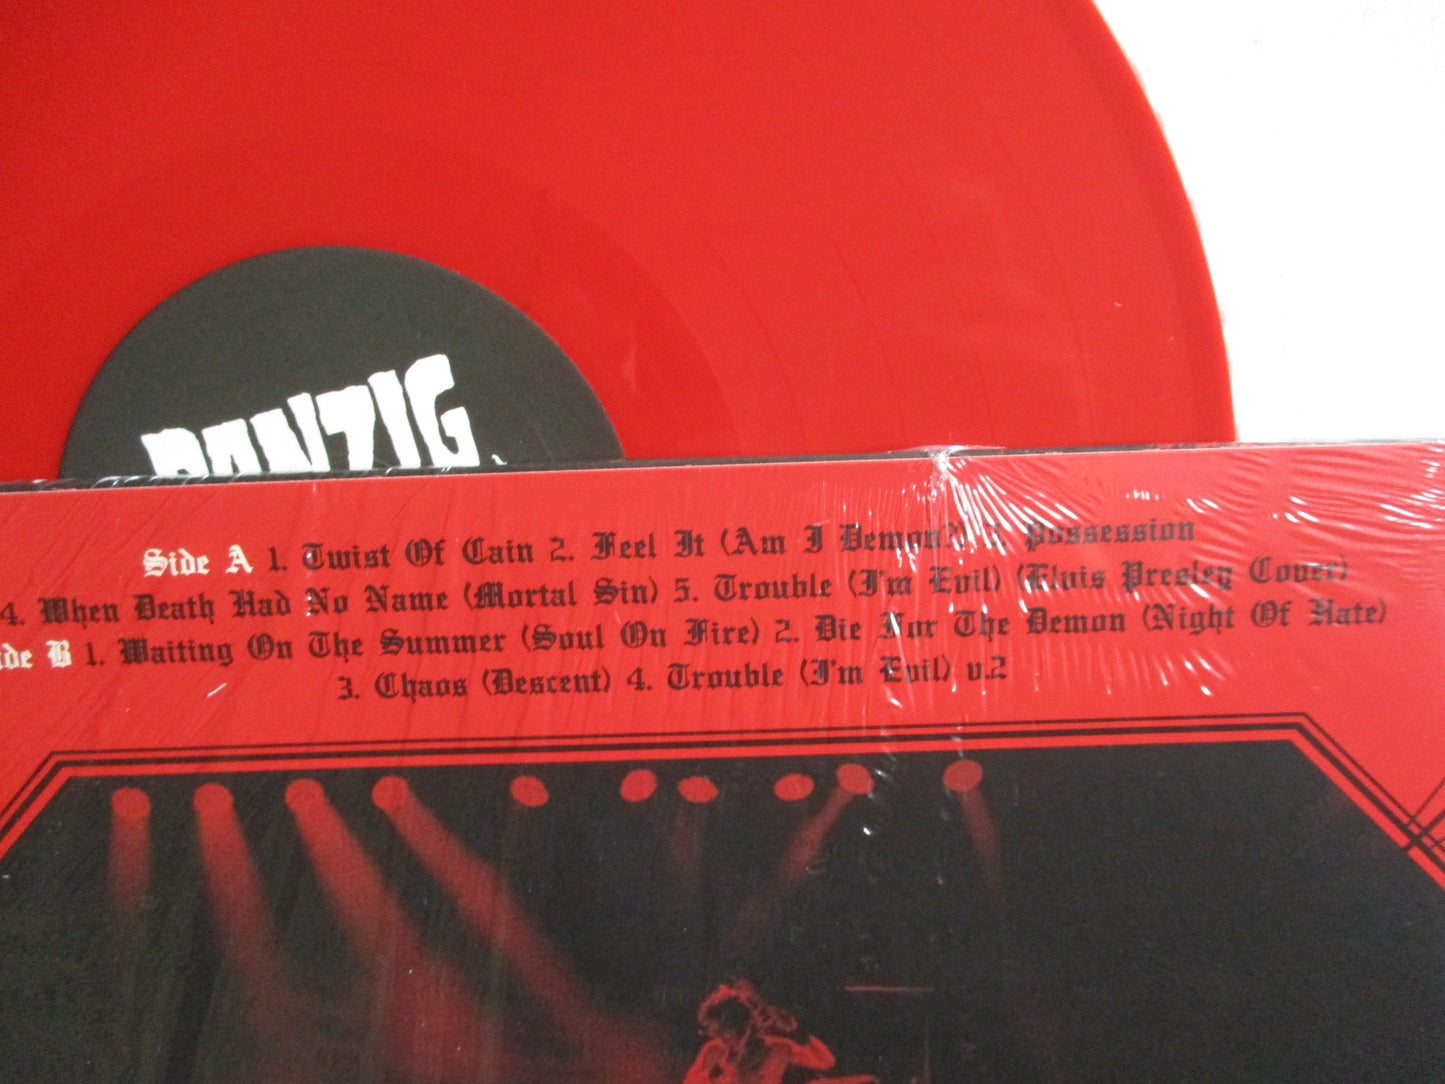 DANZIG
Side A 1. Twist Of Cain 2. Feel It (Am I Demon?) 3. Possession
4. When Death Had No Name (Mortal Sin) 5. Trouble (I'm Evil) (Elvis Presley Cover)
Side B 1. Waiting On The Summer (Soul On Fire) 2. Die For The Demon (Night Of Hate)
3. Chaos (Descent) 4. Trouble (I'm Evil) v.2